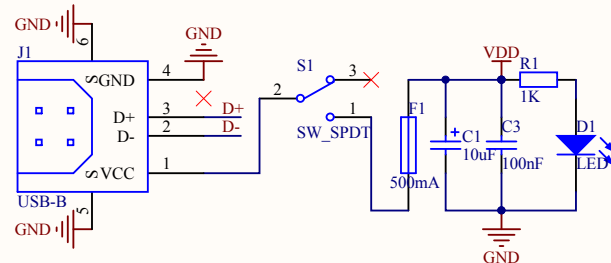 GND
6
J1
S
GND
4
GND
D+
3
D+
D-
2
D-
S
VCC
1
USB-B
5
GND
S1
2
3
1
SW_SPDT
F1
500mA
C1
10uF
VDD
C3
100nF
R1
1K
D1
LED
GND